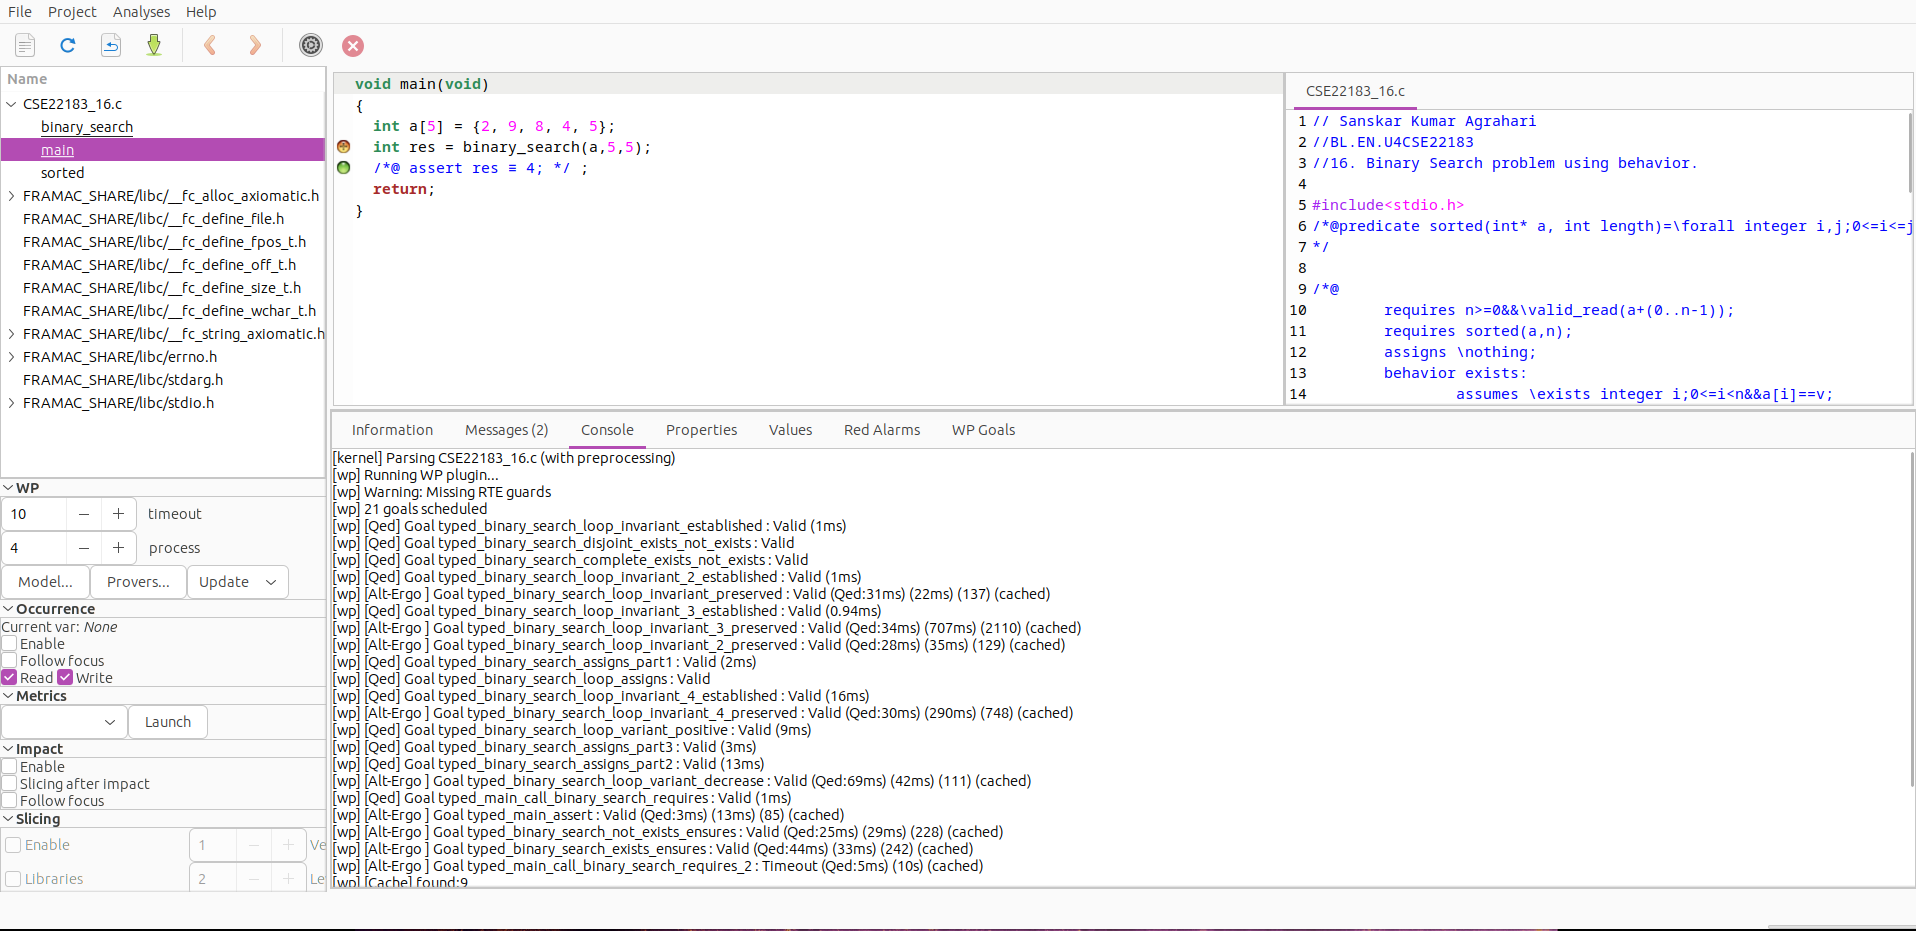 File Project Analyses Help
Name
CSE22183_16.c
binary_search
main
sorted
FRAMAC_SHARE/libc/__fc_alloc_axiomatic.h
FRAMAC_SHARE/libc/__fc_define_file.h
FRAMAC_SHARE/libc/__fc_define_fpos_t.h
FRAMAC_SHARE/libc/__fc_define_off_t.h
FRAMAC_SHARE/libc/__fc_define_size_t.h
FRAMAC_SHARE/libc/__fc_define_wchar_t.h
FRAMAC_SHARE/libc/__fc_string_axiomatic.h
FRAMAC_SHARE/libc/errno.h
FRAMAC_SHARE/libc/stdarg.h
FRAMAC_SHARE/libc/stdio.h
WP
10 − + timeout
4 − + process
Model... Provers... Update
Occurrence
Current var: None
Enable
Follow focus
Read Write
Metrics
Launch
Impact
Enable
Slicing after impact
Follow focus
Slicing
Enable 1 − + Ve
Libraries 2 − + Le
void main(void)
{
int a[5] = {2, 9, 8, 4, 5};
int res = binary_search(a,5,5);
/*@ assert res ≡ 4; */ ;
return;
}
CSE22183_16.c
1 // Sanskar Kumar Agrahari
2 //BL.EN.U4CSE22183
3 //16. Binary Search problem using behavior.
4
5 #include<stdio.h>
6 /*@predicate sorted(int* a, int length)=\forall integer i,j;0<=i<=j
7 */
8
9 /*@
10 requires n>=0&&\valid_read(a+(0..n-1));
11 requires sorted(a,n);
12 assigns \nothing;
13 behavior exists:
14 assumes \exists integer i;0<=i<n&&a[i]==v;
Information Messages (2) Console Properties Values Red Alarms WP Goals
[kernel] Parsing CSE22183_16.c (with preprocessing)
[wp] Running WP plugin...
[wp] Warning: Missing RTE guards
[wp] 21 goals scheduled
[wp] [Qed] Goal typed_binary_search_loop_invariant_established : Valid (1ms)
[wp] [Qed] Goal typed_binary_search_disjoint_exists_not_exists : Valid
[wp] [Qed] Goal typed_binary_search_complete_exists_not_exists : Valid
[wp] [Qed] Goal typed_binary_search_loop_invariant_2_established : Valid (1ms)
[wp] [Alt-Ergo ] Goal typed_binary_search_loop_invariant_preserved : Valid (Qed:31ms) (22ms) (137) (cached)
[wp] [Qed] Goal typed_binary_search_loop_invariant_3_established : Valid (0.94ms)
[wp] [Alt-Ergo ] Goal typed_binary_search_loop_invariant_3_preserved : Valid (Qed:34ms) (707ms) (2110) (cached)
[wp] [Alt-Ergo ] Goal typed_binary_search_loop_invariant_2_preserved : Valid (Qed:28ms) (35ms) (129) (cached)
[wp] [Qed] Goal typed_binary_search_assigns_part1 : Valid (2ms)
[wp] [Qed] Goal typed_binary_search_loop_assigns : Valid
[wp] [Qed] Goal typed_binary_search_loop_invariant_4_established : Valid (16ms)
[wp] [Alt-Ergo ] Goal typed_binary_search_loop_invariant_4_preserved : Valid (Qed:30ms) (290ms) (748) (cached)
[wp] [Qed] Goal typed_binary_search_loop_variant_positive : Valid (9ms)
[wp] [Qed] Goal typed_binary_search_assigns_part3 : Valid (3ms)
[wp] [Qed] Goal typed_binary_search_assigns_part2 : Valid (13ms)
[wp] [Alt-Ergo ] Goal typed_binary_search_loop_variant_decrease : Valid (Qed:69ms) (42ms) (111) (cached)
[wp] [Qed] Goal typed_main_call_binary_search_requires : Valid (1ms)
[wp] [Alt-Ergo ] Goal typed_main_assert : Valid (Qed:3ms) (13ms) (85) (cached)
[wp] [Alt-Ergo ] Goal typed_binary_search_not_exists_ensures : Valid (Qed:25ms) (29ms) (228) (cached)
[wp] [Alt-Ergo ] Goal typed_binary_search_exists_ensures : Valid (Qed:44ms) (33ms) (242) (cached)
[wp] [Alt-Ergo ] Goal typed_main_call_binary_search_requires_2 : Timeout (Qed:5ms) (10s) (cached)
[wp] [Cache] found:9